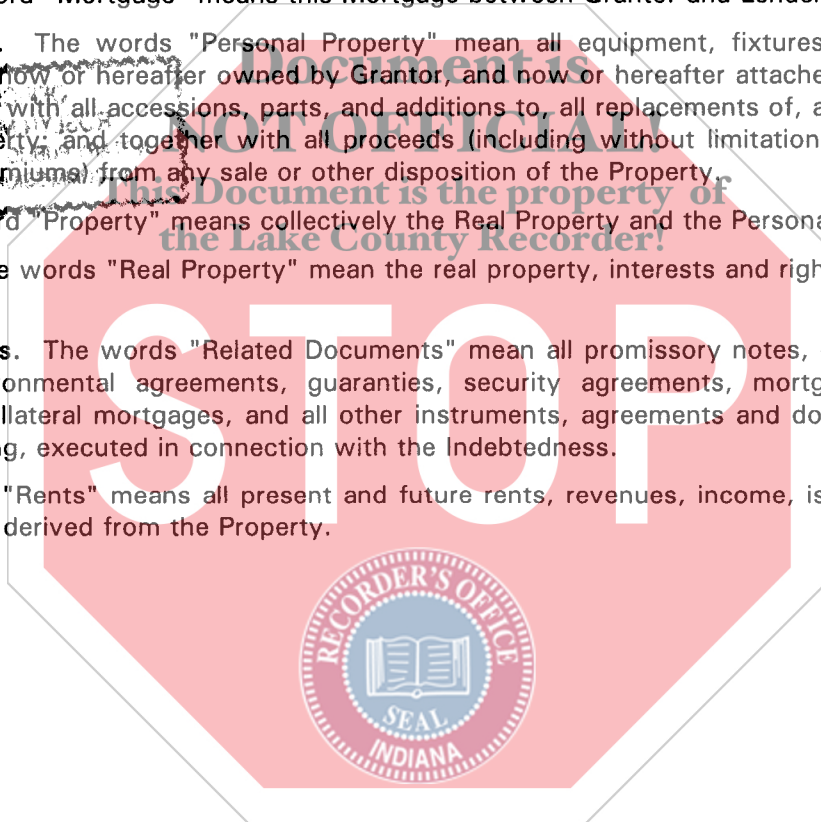 ord "Mortgage" means this Mortgage between Grantor and Lender
. The words "Personal Property" mean all equipment, fixtures
now or hereafter owned by Grantor, and now or hereafter attache
with all accessions, parts, and additions to, all replacements of, a
erty; and together with all proceeds (including without limitation
miums) from any sale or other disposition of the Property.
rd "Property" means collectively the Real Property and the Persona
e words "Real Property" mean the real property, interests and righ
s. The words "Related Documents" mean all promissory notes,
onmental agreements, guaranties, security agreements, mortg
llateral mortgages, and all other instruments, agreements and do
g, executed in connection with the Indebtedness.
"Rents" means all present and future rents, revenues, income, is
derived from the Property.
Document is
NOT OFFICIAL!
This Document is the property of
the Lake County Recorder!
STOP
RECORDER'S OFFICE
SEAL
INDIANA